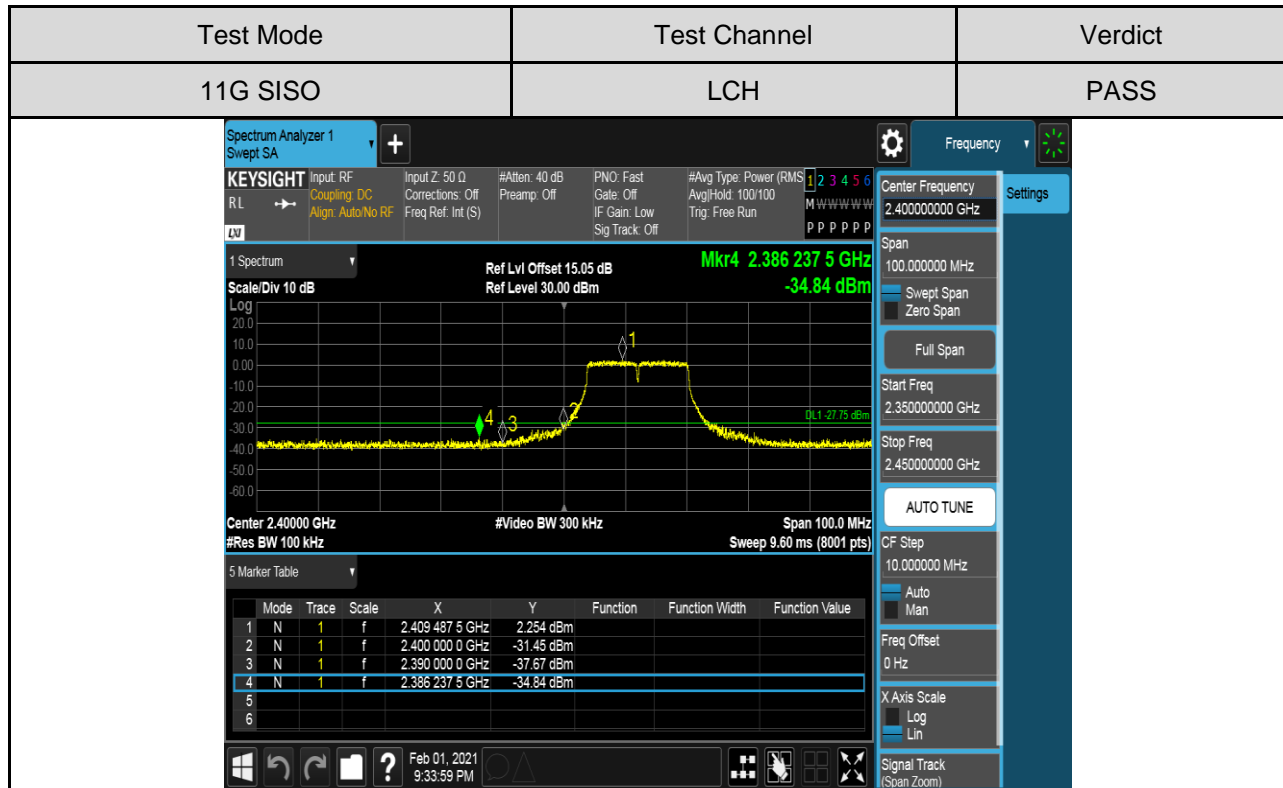 Test Mode Test Channel Verdict
11G SISO LCH PASS
Spectrum Analyzer 1
Swept SA
+
Frequency
KEYSIGHT Input: RF Input Z: 50 Ω #Atten: 40 dB PNO: Fast #Avg Type: Power (RMS 1 2 3 4 5 6
RL Coupling: DC Corrections: Off Preamp: Off Gate: Off Avg|Hold: 100/100 M W W W W W
Align: Auto/No RF Freq Ref: Int (S) IF Gain: Low Trig: Free Run
LXI Sig Track: Off P P P P P P
Center Frequency
2.400000000 GHz
Settings
Span
100.000000 MHz
Swept Span
Zero Span
Full Span
Start Freq
2.350000000 GHz
Stop Freq
2.450000000 GHz
AUTO TUNE
CF Step
10.000000 MHz
Auto
Man
Freq Offset
0 Hz
X Axis Scale
Log
Lin
Signal Track
(Span Zoom)
1 Spectrum
Ref Lvl Offset 15.05 dB
Mkr4 2.386 237 5 GHz
Scale/Div 10 dB
Ref Level 30.00 dBm
-34.84 dBm
Log
20.0
10.0
0.00
-10.0
-20.0
-30.0
-40.0
-50.0
-60.0
1
2
3
4
DL1 -27.75 dBm
Center 2.40000 GHz #Video BW 300 kHz Span 100.0 MHz
#Res BW 100 kHz Sweep 9.60 ms (8001 pts)
5 Marker Table
Mode Trace Scale X Y Function Function Width Function Value
1 N 1 f 2.409 487 5 GHz 2.254 dBm
2 N 1 f 2.400 000 0 GHz -31.45 dBm
3 N 1 f 2.390 000 0 GHz -37.67 dBm
4 N 1 f 2.386 237 5 GHz -34.84 dBm
5
6
? Feb 01, 2021
9:33:59 PM